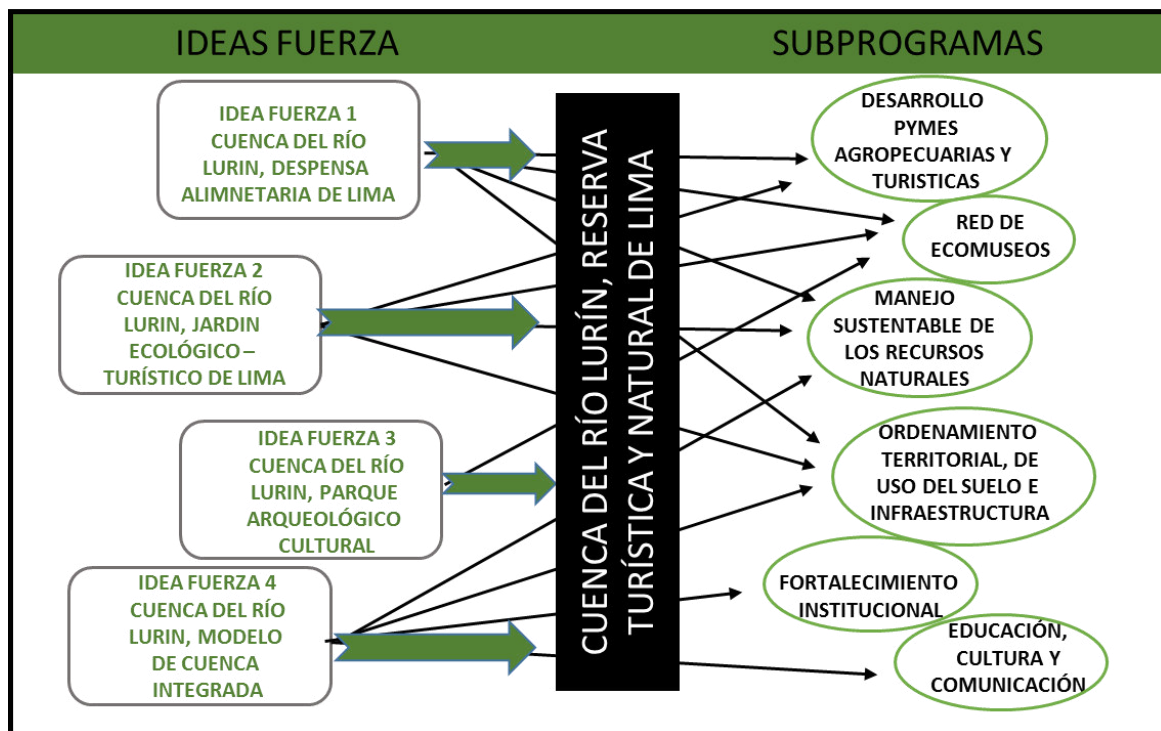 IDEAS FUERZA
SUBPROGRAMAS
IDEA FUERZA 1
CUENCA DEL RÍO
LURIN, DESPENSA
ALIMNETARIA DE LIMA
IDEA FUERZA 2
CUENCA DEL RÍO
LURIN, JARDIN
ECOLÓGICO –
TURÍSTICO DE LIMA
IDEA FUERZA 3
CUENCA DEL RÍO
LURIN, PARQUE
ARQUEOLÓGICO
CULTURAL
IDEA FUERZA 4
CUENCA DEL RÍO
LURIN, MODELO
DE CUENCA
INTEGRADA
CUENCA DEL RÍO LURÍN, RESERVA
TURÍSTICA Y NATURAL DE LIMA
DESARROLLO
PYMES
AGROPECUARIAS Y
TURISTICAS
RED DE
ECOMUSEOS
MANEJO
SUSTENTABLE DE
LOS RECURSOS
NATURALES
ORDENAMIENTO
TERRITORIAL, DE
USO DEL SUELO E
INFRAESTRUCTURA
FORTALECIMIENTO
INSTITUCIONAL
EDUCACIÓN,
CULTURA Y
COMUNICACIÓN